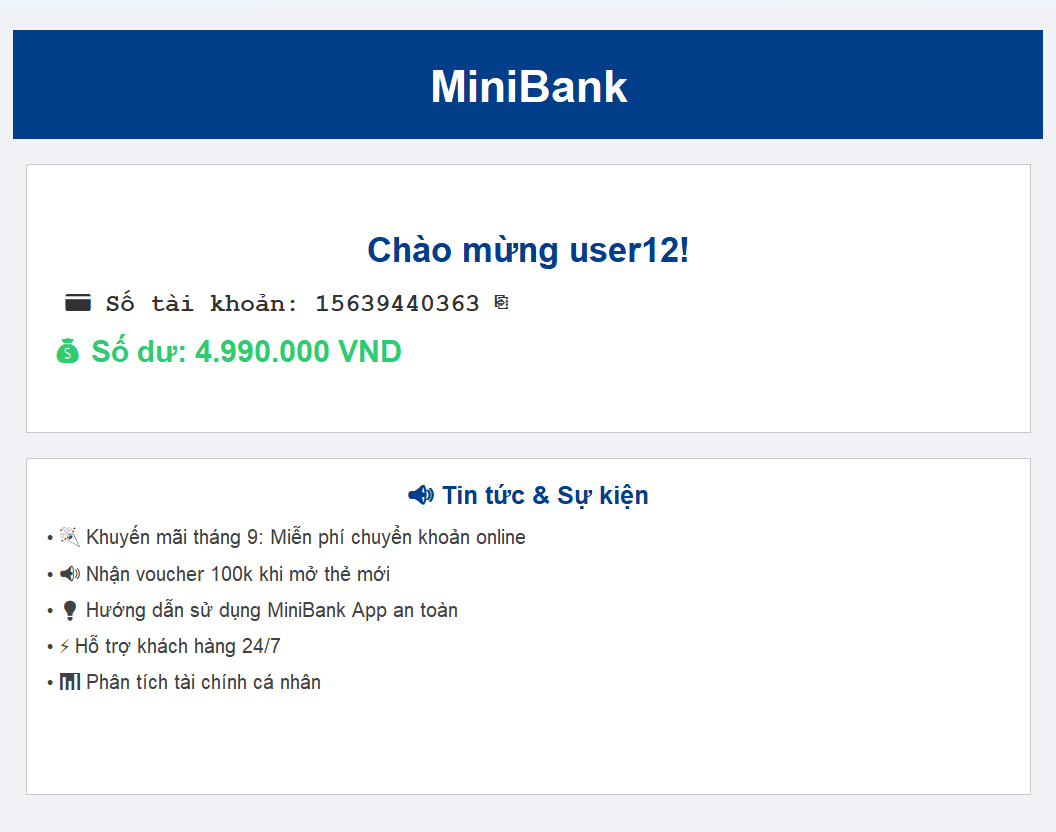 MiniBank
Chào mừng user12!
Số tài khoản: 15639440363
Số dư: 4.990.000 VND
Tin tức & Sự kiện
• Khuyến mãi tháng 9: Miễn phí chuyển khoản online
• Nhận voucher 100k khi mở thẻ mới
• Hướng dẫn sử dụng MiniBank App an toàn
• Hỗ trợ khách hàng 24/7
• Phân tích tài chính cá nhân